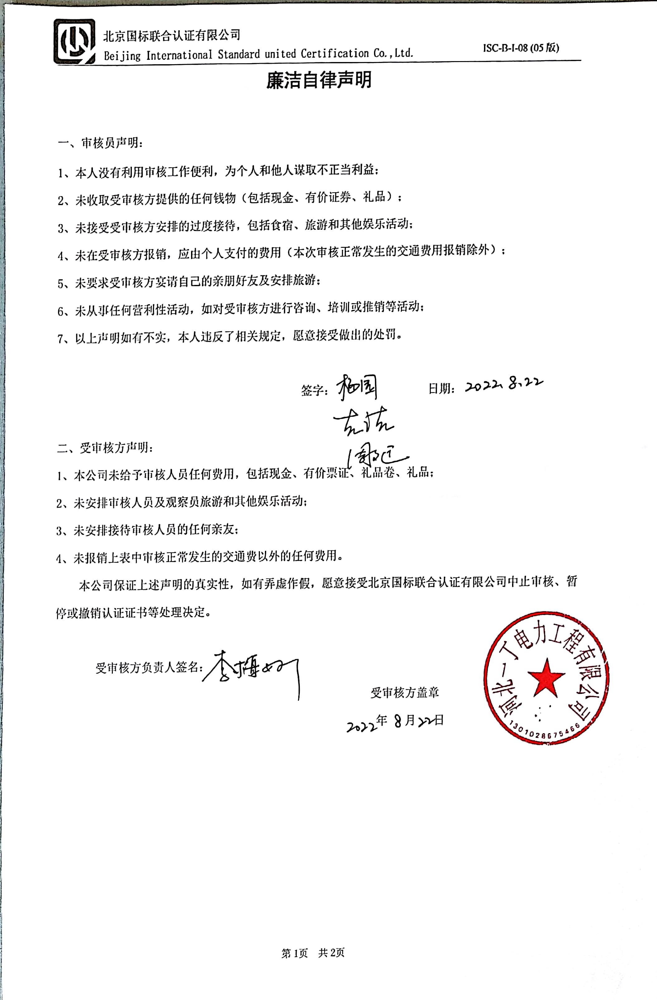 北京国标联合认证有限公司
Beijing International Standard united Certification Co.,Ltd.
ISC-B-I-08(05版)
廉洁自律声明
一、审核员声明：
1、本人没有利用审核工作便利，为个人和他人谋取不正当利益；
2、未收取受审核方提供的任何钱物（包括现金、有价证券、礼品）；
3、未接受受审核方安排的过度接待，包括食宿、旅游和其他娱乐活动；
4、未在受审核方报销，应由个人支付的费用（本次审核正常发生的交通费用报销除外）；
5、未要求受审核方宴请自己的亲朋好友及安排旅游；
6、未从事任何营利性活动，如对受审核方进行咨询、培训或推销等活动；
7、以上声明如有不实，本人违反了相关规定，愿意接受做出的处罚。
签字： 日期：2022.8.22
二、受审核方声明：
1、本公司未给予审核人员任何费用，包括现金、有价票证、礼品卷、礼品；
2、未安排审核人员及观察员旅游和其他娱乐活动；
3、未安排接待审核人员的任何亲友；
4、未报销上表中审核正常发生的交通费以外的任何费用。
本公司保证上述声明的真实性，如有弄虚作假，愿意接受北京国标联合认证有限公司中止审核、暂
停或撤销认证证书等处理决定。
受审核方负责人签名：
受审核方盖章
2022年8月22日
河北一丁电力工程有限公司
1301028675466
第1页 共2页